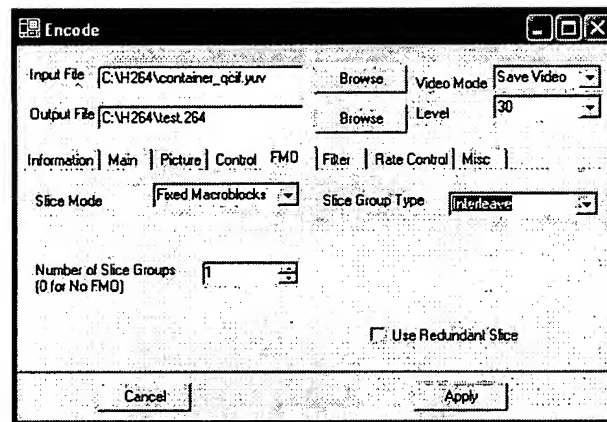 Encode
Input File C:\H264\container_qcif.yuv Browse Video Mode Save Video
Output File C:\H264\test.264 Browse Level 30
Information Main Picture Control FMO Filter Rate Control Misc
Slice Mode Fixed Macroblocks Slice Group Type Interleave
Number of Slice Groups 1
(0 for No FMO)
Use Redundant Slice
Cancel Apply